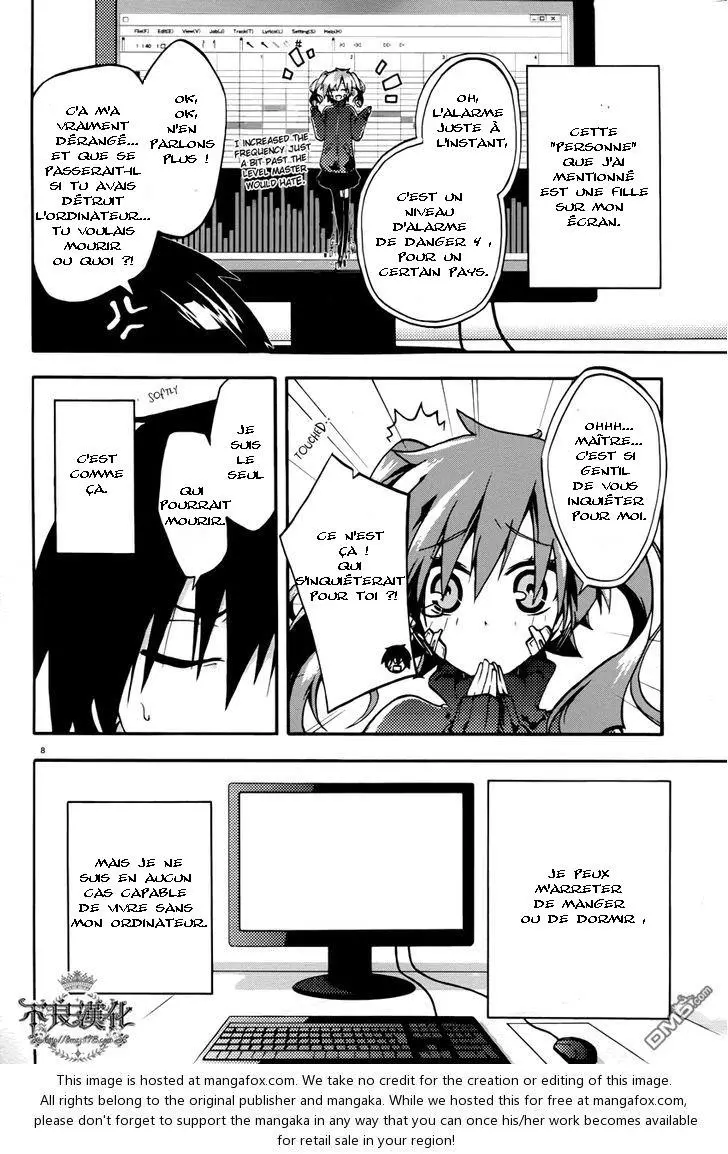 File(F) Edit(E) View(V) Job(J) Track(T) Lyrics(L) Setting(S) Help(H)
CETTE
"PERSONNE"
QUE J'AI
MENTIONNÉ
EST UNE FILLE
SUR MON
ÉCRAN.
OH,
L'ALARME
JUSTE À
L'INSTANT,
C'EST UN
NIVEAU
D'ALARME
DE DANGER 4 ,
POUR UN
CERTAIN PAYS.
I INCREASED THE
FREQUENCY JUST
A BIT PAST THE
LEVEL MASTER
WOULD HATE!
OK,
OK,
N'EN
PARLONS
PLUS !
C'A M'A
VRAIMENT
DÉRANGÉ...
ET QUE SE
PASSERAIT-IL
SI TU AVAIS
DÉTRUIT
L'ORDINATEUR...
TU VOULAIS
MOURIR
OU QUOI ?!
OHHH...
MAÎTRE...
C'EST SI
GENTIL
DE VOUS
INQUIÉTER
POUR MOI.
TOUCHED...
CE N'EST
ÇA !
QUI
S'INQUIÉTERAIT
POUR TOI ?!
SOFTLY
JE
SUIS
LE
SEUL
QUI
POURRAIT
MOURIR.
C'EST
COMME
ÇA.
8
JE PEUX
M'ARRETER
DE MANGER
OU DE DORMIR ,
MAIS JE NE
SUIS EN AUCUN
CAS CAPABLE
DE VIVRE SANS
MON ORDINATEUR.
不良漢化
DM5.com
This image is hosted at mangafox.com. We take no credit for the creation or editing of this image.
All rights belong to the original publisher and mangaka. While we hosted this for free at mangafox.com,
please don't forget to support the mangaka in any way that you can once his/her work becomes available
for retail sale in your region!